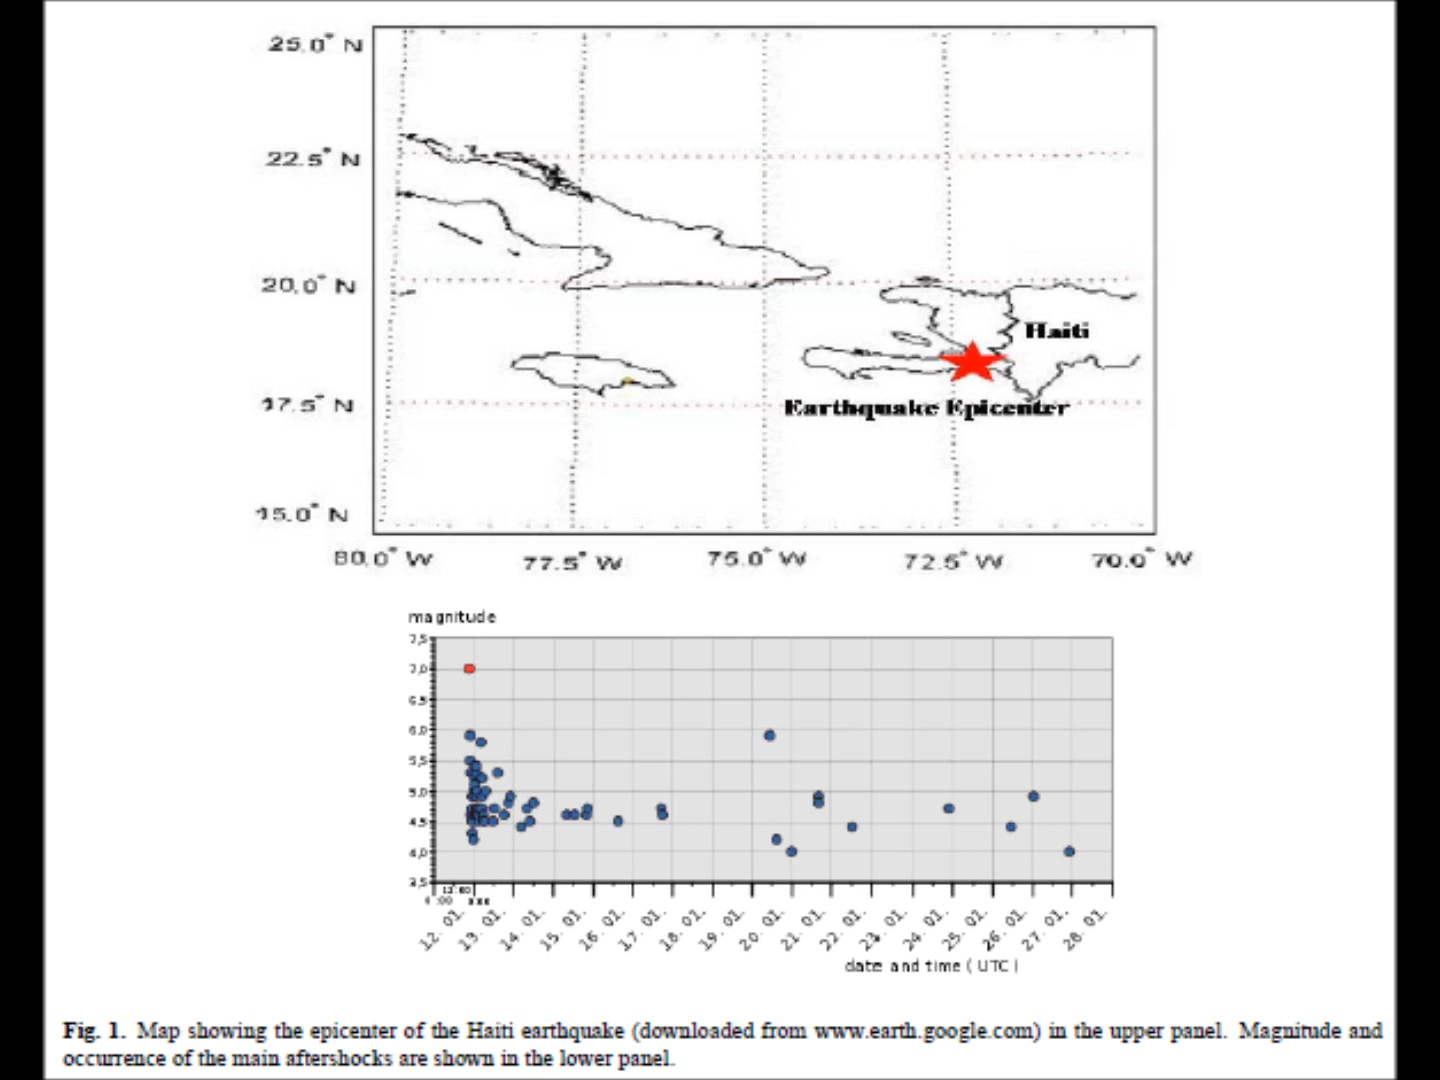 25.0° N
22.5° N
20.0° N
Haiti
17.5° N
Earthquake Epicenter
15.0° N
80.0° W 77.5° W 75.0° W 72.5° W 70.0° W
magnitude
7,5
7,0
6,5
6,0
5,5
5,0
4,5
4,0
3,5
12:00
12. 01. 13. 01. 14. 01. 15. 01. 16. 01. 17. 01. 18. 01. 19. 01. 20. 01. 21. 01. 22. 01. 23. 01. 24. 01. 25. 01. 26. 01. 27. 01. 28. 01.
date and time ( UTC )
Fig. 1. Map showing the epicenter of the Haiti earthquake (downloaded from www.earth.google.com) in the upper panel. Magnitude and
occurrence of the main aftershocks are shown in the lower panel.